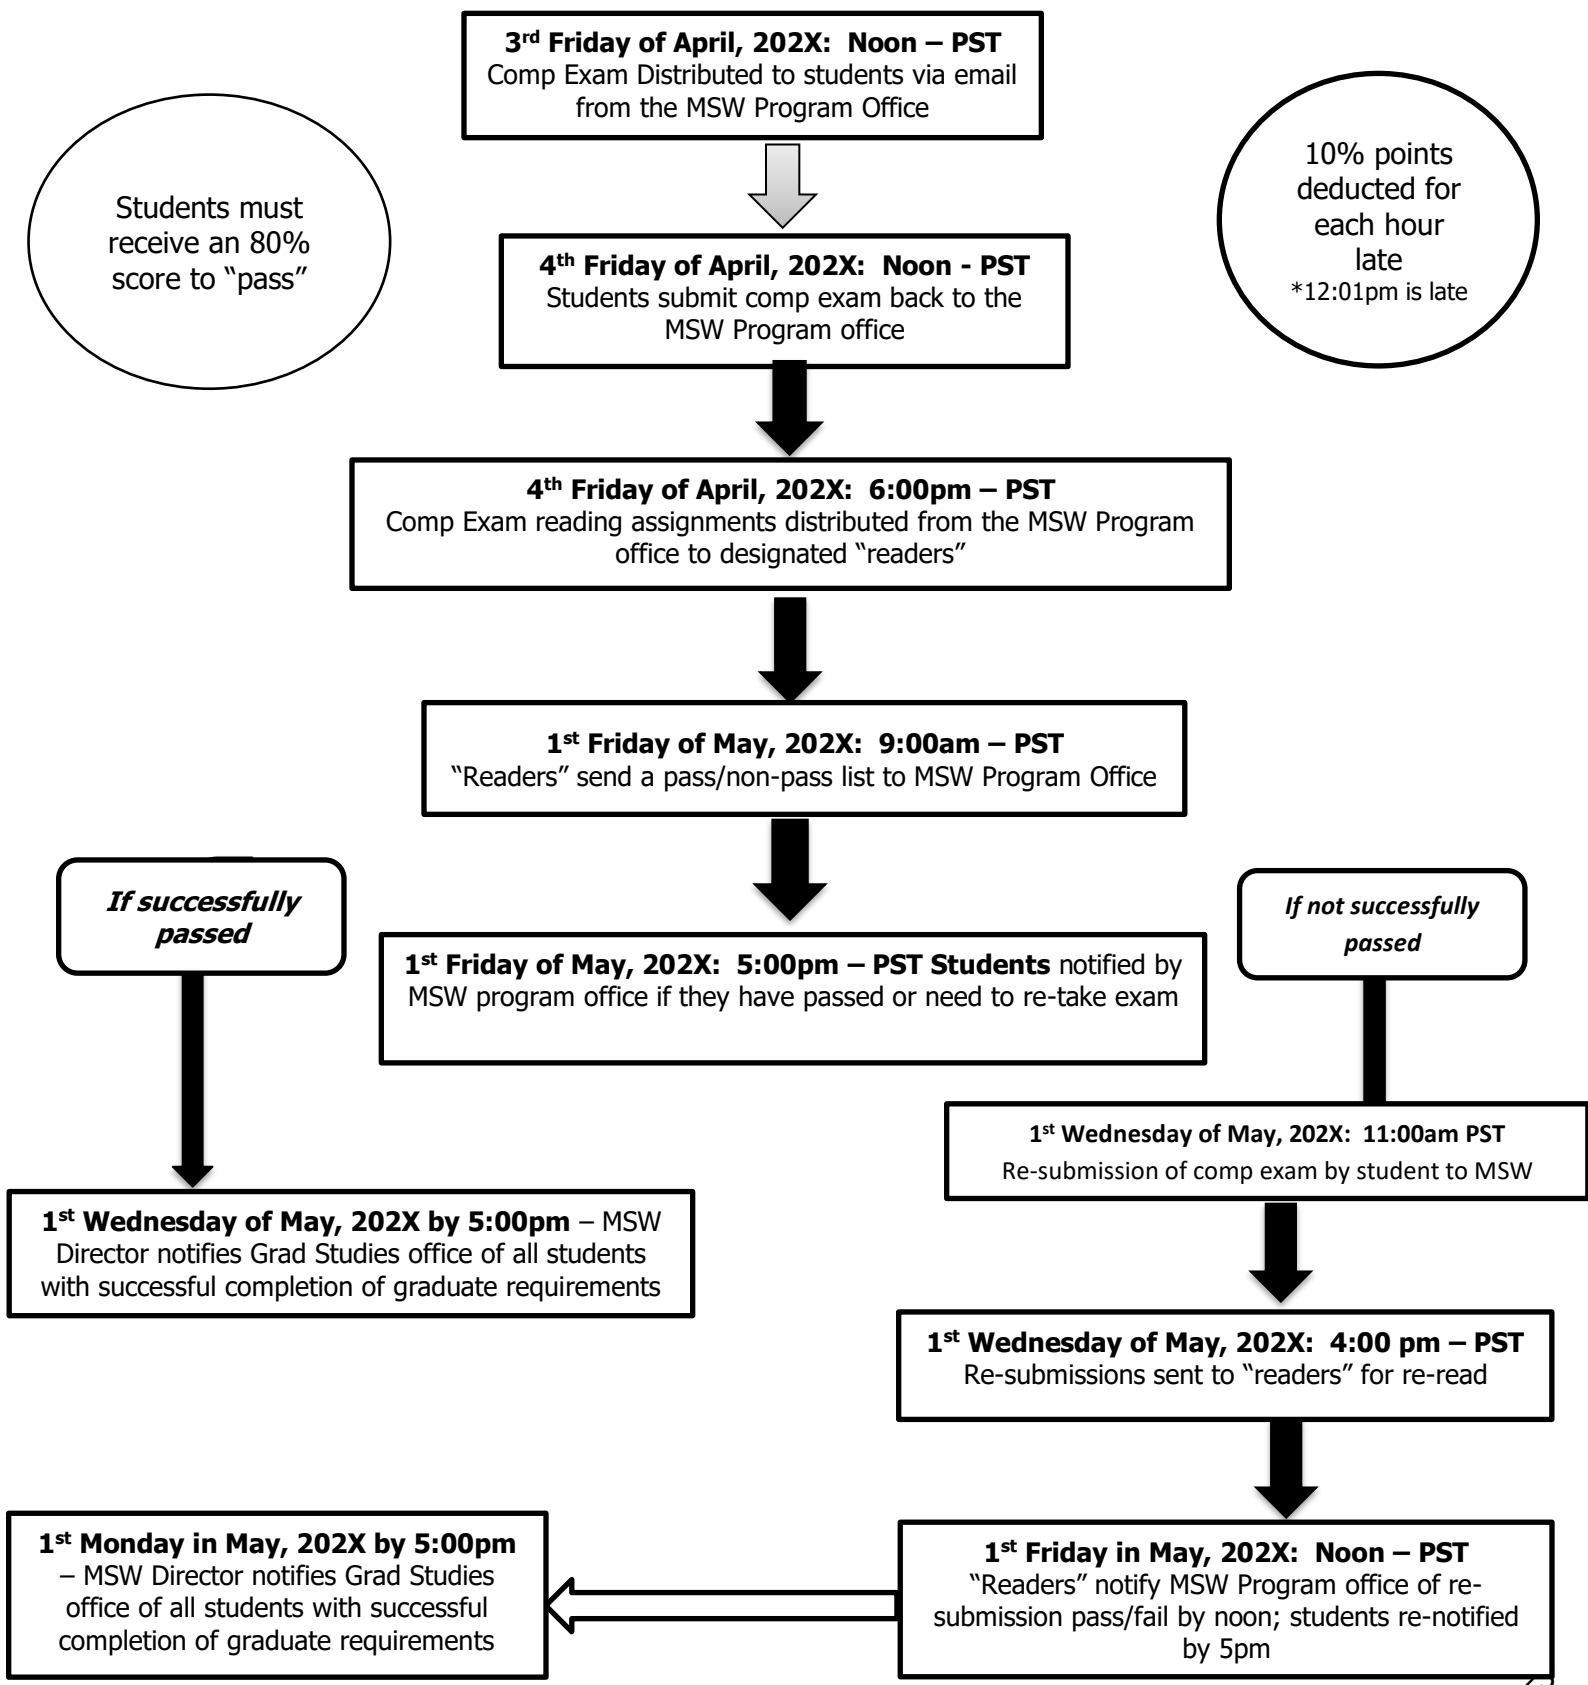 3rd Friday of April, 202X:  Noon – PST
Comp Exam Distributed to students via email
from the MSW Program Office
Students must
receive an 80%
score to “pass”
10% points
deducted for
each hour
late
*12:01pm is late
4th Friday of April, 202X:  Noon - PST
Students submit comp exam back to the
MSW Program office
4th Friday of April, 202X:  6:00pm – PST
Comp Exam reading assignments distributed from the MSW Program
office to designated “readers”
1st Friday of May, 202X:  9:00am – PST
“Readers” send a pass/non-pass list to MSW Program Office
If successfully
passed
If not successfully
passed
1st Friday of May, 202X:  5:00pm – PST Students notified by
MSW program office if they have passed or need to re-take exam
1st Wednesday of May, 202X:  11:00am PST
Re-submission of comp exam by student to MSW
1st Wednesday of May, 202X by 5:00pm – MSW
Director notifies Grad Studies office of all students
with successful completion of graduate requirements
1st Wednesday of May, 202X:  4:00 pm – PST
Re-submissions sent to “readers” for re-read
1st Monday in May, 202X by 5:00pm
– MSW Director notifies Grad Studies
office of all students with successful
completion of graduate requirements
1st Friday in May, 202X:  Noon – PST
“Readers” notify MSW Program office of re-
submission pass/fail by noon; students re-notified
by 5pm